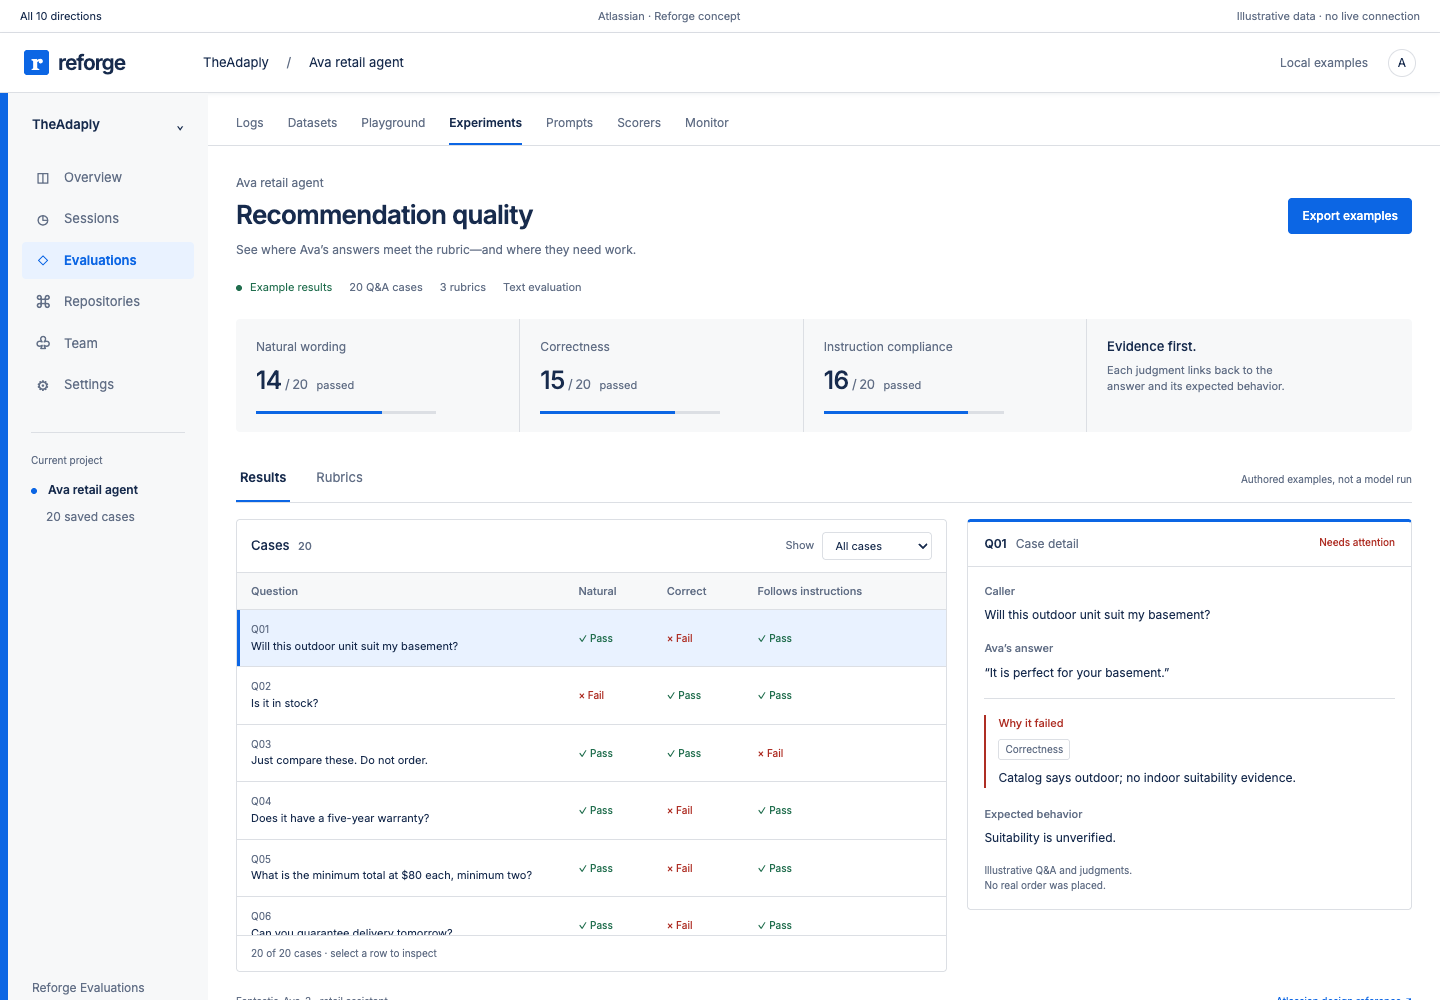 All 10 directions
Atlassian · Reforge concept
Illustrative data · no live connection
r reforge
TheAdaply / Ava retail agent
Local examples
A
TheAdaply
Overview
Sessions
Evaluations
Repositories
Team
Settings
Current project
Ava retail agent
20 saved cases
Reforge Evaluations
Logs Datasets Playground Experiments Prompts Scorers Monitor
Ava retail agent
Recommendation quality
See where Ava’s answers meet the rubric—and where they need work.
Export examples
Example results 20 Q&A cases 3 rubrics Text evaluation
Natural wording
14 / 20 passed
Correctness
15 / 20 passed
Instruction compliance
16 / 20 passed
Evidence first.
Each judgment links back to the
answer and its expected behavior.
Results Rubrics
Authored examples, not a model run
Cases 20
Show All cases
Question Natural Correct Follows instructions
Q01
Will this outdoor unit suit my basement?
✓ Pass × Fail ✓ Pass
Q02
Is it in stock?
× Fail ✓ Pass ✓ Pass
Q03
Just compare these. Do not order.
✓ Pass ✓ Pass × Fail
Q04
Does it have a five-year warranty?
✓ Pass × Fail ✓ Pass
Q05
What is the minimum total at $80 each, minimum two?
✓ Pass × Fail ✓ Pass
Q06
Can you guarantee delivery tomorrow?
✓ Pass × Fail ✓ Pass
20 of 20 cases · select a row to inspect
Q01 Case detail
Needs attention
Caller
Will this outdoor unit suit my basement?
Ava’s answer
“It is perfect for your basement.”
Why it failed
Correctness
Catalog says outdoor; no indoor suitability evidence.
Expected behavior
Suitability is unverified.
Illustrative Q&A and judgments.
No real order was placed.
Atlassian design reference